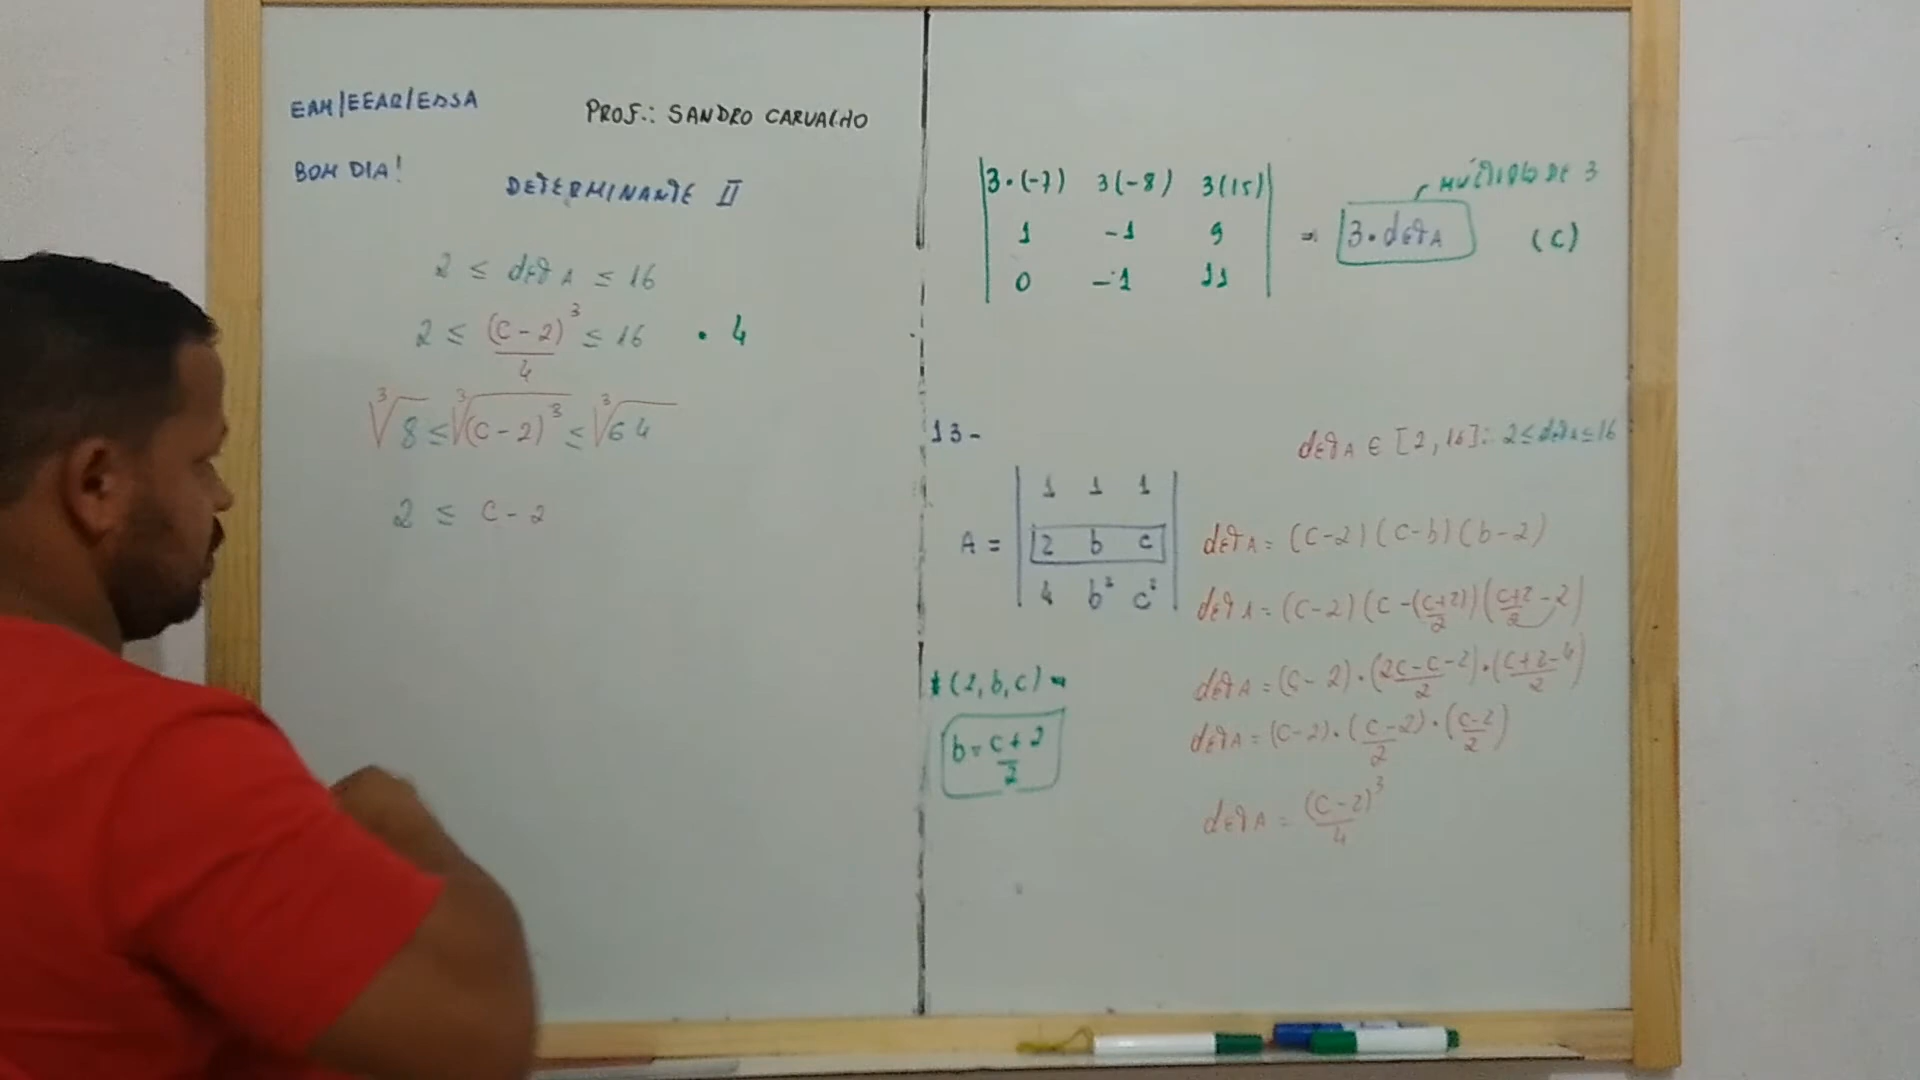 EAM/EEAR/EsSA
PROF.: SANDRO CARVALHO
BOM DIA!
DETERMINANTE II
2 ≤ det A ≤ 16
2 ≤ (c-2)³/4 ≤ 16 · 4
³√8 ≤ ³√(c-2)³ ≤ ³√64
2 ≤ c-2
|3·(-7) 3(-8) 3(15)|
1 -1 9
0 -1 11
= 3·det A (C)
MÚLTIPLO DE 3
13-
det A ∈ [2,16]: 2≤det A≤16
A =
1 1 1
2 b c
4 b² c²
det A = (c-2)(c-b)(b-2)
det A = (c-2)(c-(c+2)/2)((c+2)/2-2)
det A = (c-2)·(2c-c-2)/2·(c+2-4)/2
det A = (c-2)·(c-2)/2·(c-2)/2
det A = (c-2)³/4
*(2,b,c)
b = (c+2)/2